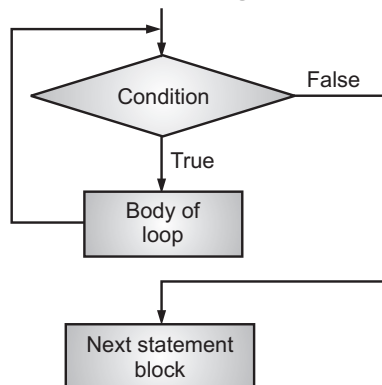 Condition
False
True
Body of
loop
Next statement
block